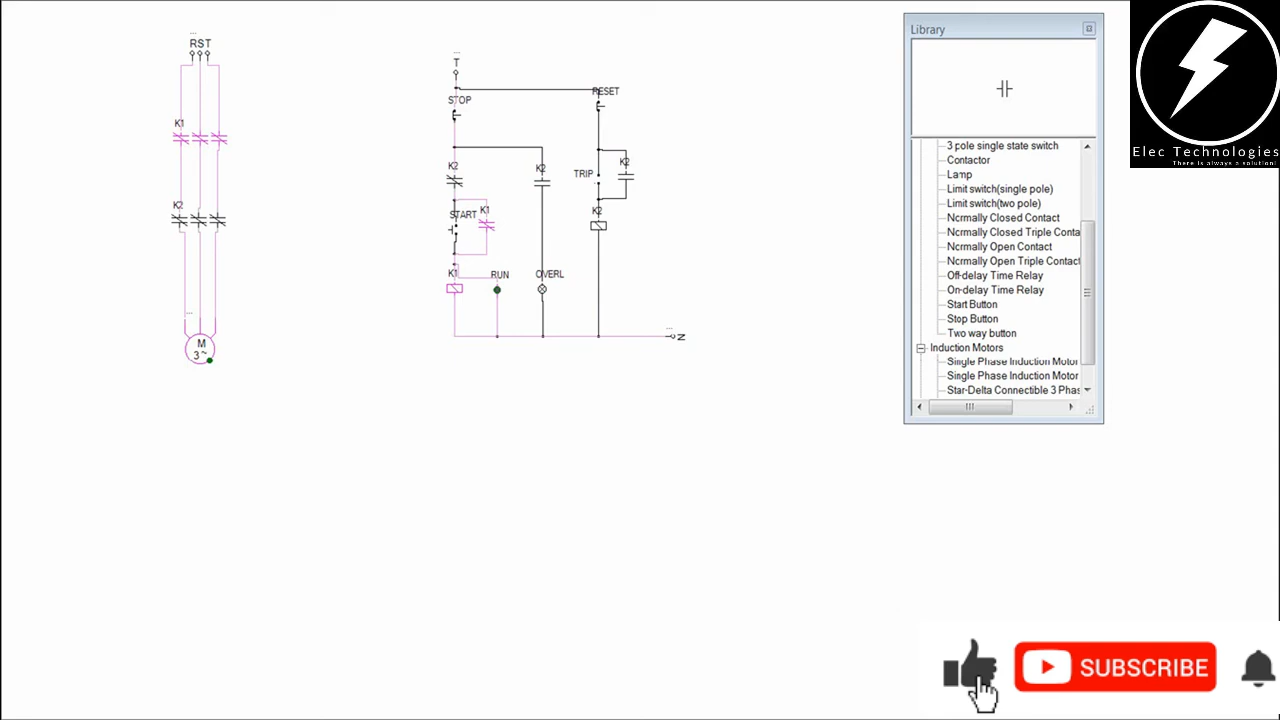 RST
K1
K2
M
3~
T
STOP
RESET
K2
K2
TRIP
K2
START
K1
K2
K1
RUN
OVERL
N
Library
3 pole single state switch
Contactor
Lamp
Limit switch(single pole)
Limit switch(two pole)
Normally Closed Contact
Normally Closed Triple Conta
Normally Open Contact
Normally Open Triple Contact
Off-delay Time Relay
On-delay Time Relay
Start Button
Stop Button
Two way button
Induction Motors
Single Phase Induction Motor
Single Phase Induction Motor
Star-Delta Connectible 3 Phas
Elec Technologies
There is always a solution!
SUBSCRIBE